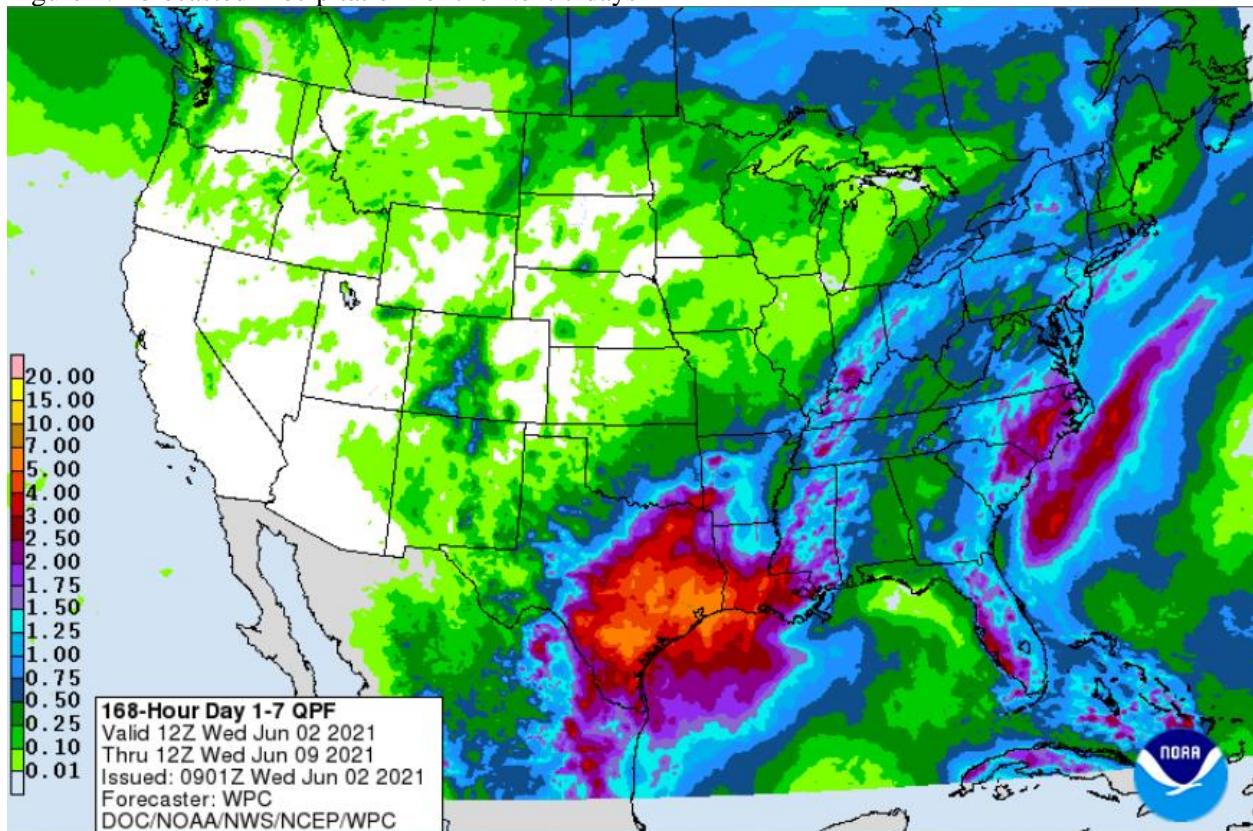 20.00
15.00
10.00
7.00
5.00
4.00
3.00
2.50
2.00
1.75
1.50
1.25
1.00
0.75
0.50
0.25
0.10
0.01
168-Hour Day 1-7 QPF
Valid 12Z Wed Jun 02 2021
Thru 12Z Wed Jun 09 2021
Issued: 0901Z Wed Jun 02 2021
Forecaster: WPC
DOC/NOAA/NWS/NCEP/WPC
NOAA